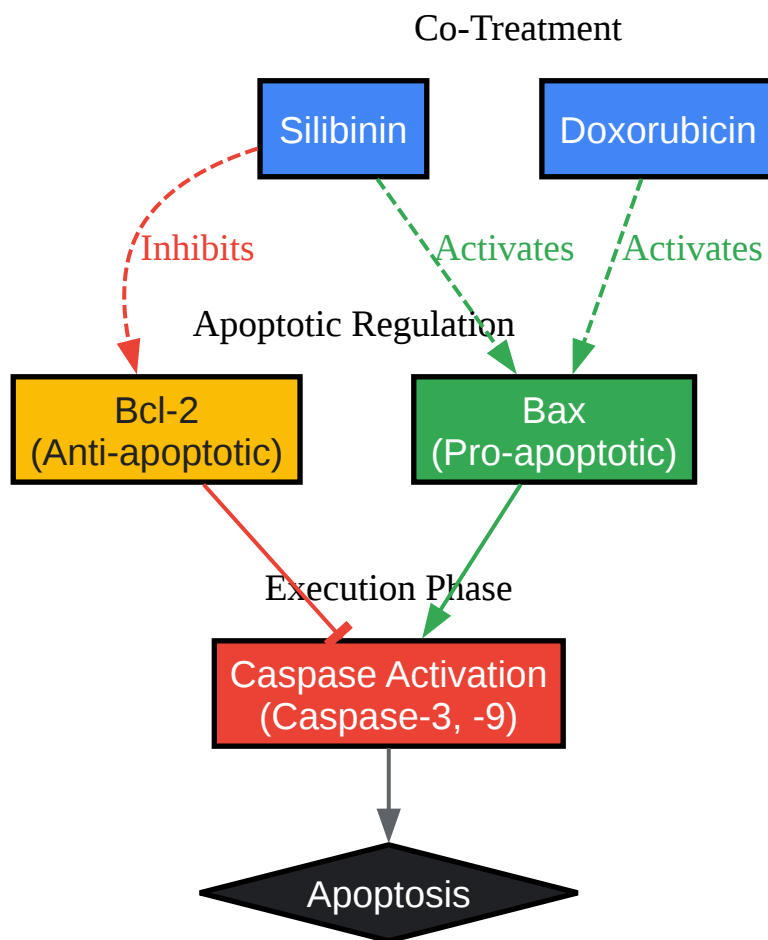 Co-Treatment
Silibinin
Doxorubicin
Inhibits
Activates
Activates
Apoptotic Regulation
Bcl-2
(Anti-apoptotic)
Bax
(Pro-apoptotic)
Execution Phase
Caspase Activation
(Caspase-3, -9)
Apoptosis